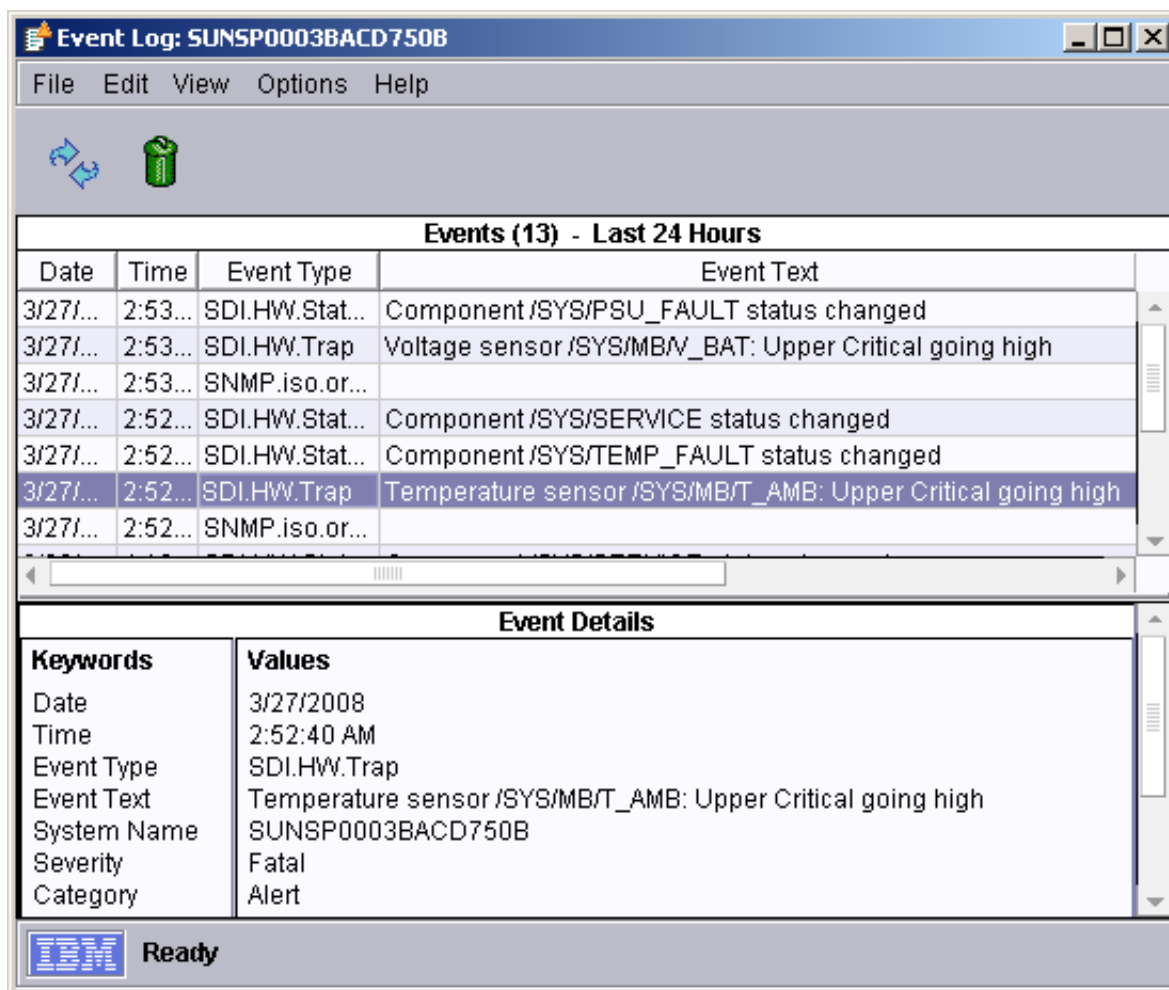 Event Log: SUNSP0003BACD750B
File Edit View Options Help
Events (13) - Last 24 Hours
Date Time Event Type Event Text
3/27/... 2:53... SDI.HW.Stat... Component /SYS/PSU_FAULT status changed
3/27/... 2:53... SDI.HW.Trap Voltage sensor /SYS/MB/V_BAT: Upper Critical going high
3/27/... 2:53... SNMP.iso.or...
3/27/... 2:52... SDI.HW.Stat... Component /SYS/SERVICE status changed
3/27/... 2:52... SDI.HW.Stat... Component /SYS/TEMP_FAULT status changed
3/27/... 2:52... SDI.HW.Trap Temperature sensor /SYS/MB/T_AMB: Upper Critical going high
3/27/... 2:52... SNMP.iso.or...
Event Details
Keywords Values
Date 3/27/2008
Time 2:52:40 AM
Event Type SDI.HW.Trap
Event Text Temperature sensor /SYS/MB/T_AMB: Upper Critical going high
System Name SUNSP0003BACD750B
Severity Fatal
Category Alert
IBM Ready